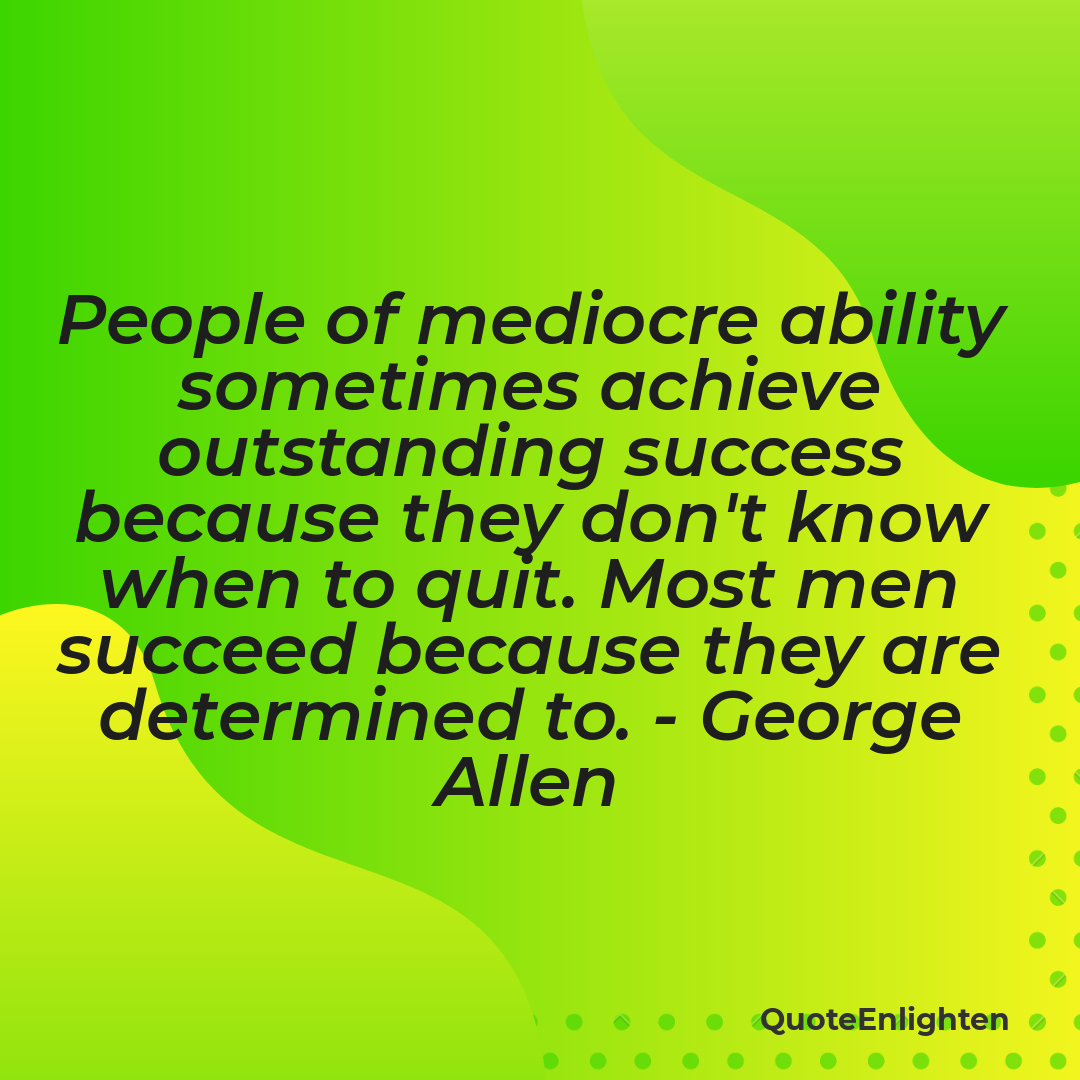 People of mediocre ability
sometimes achieve
outstanding success
because they don't know
when to quit. Most men
succeed because they are
determined to. - George
Allen
QuoteEnlighten